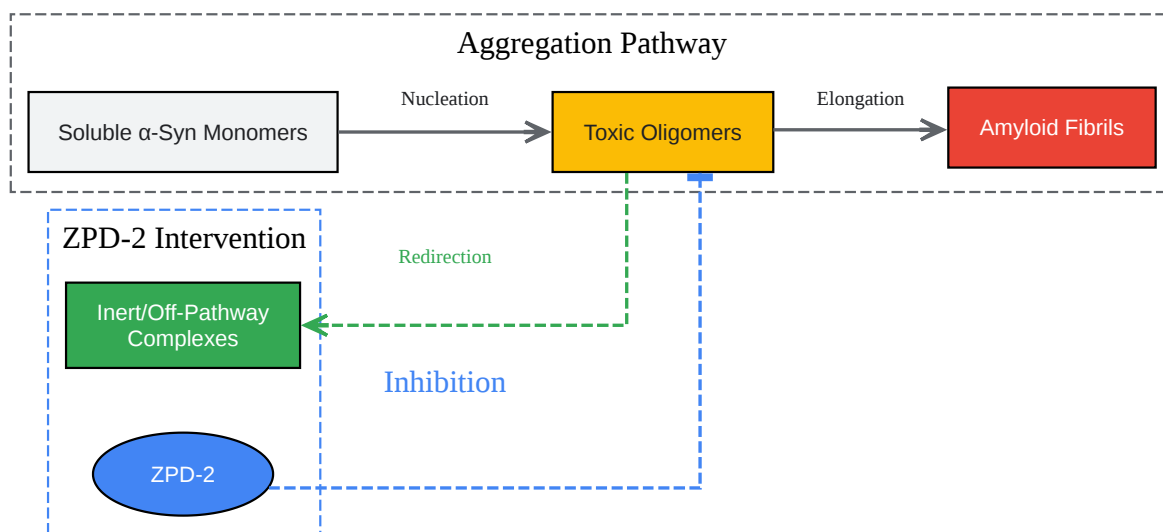 Aggregation Pathway
Nucleation
Elongation
Soluble α-Syn Monomers
Toxic Oligomers
Amyloid Fibrils
ZPD-2 Intervention
Redirection
Inert/Off-Pathway
Complexes
Inhibition
ZPD-2